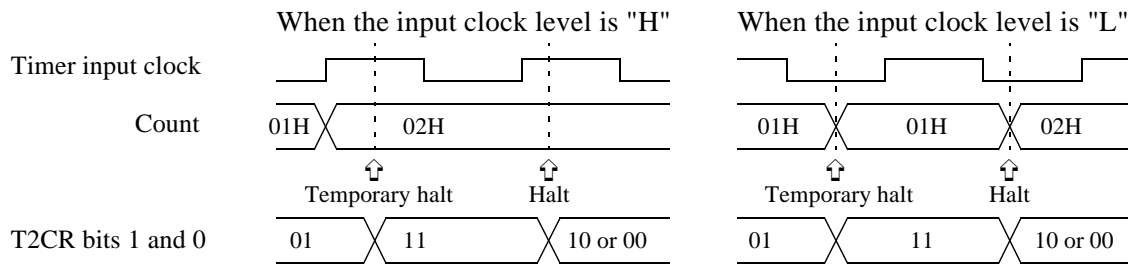 When the input clock level is "H" When the input clock level is "L"
Timer input clock
Count 01H 02H 01H 01H 02H
Temporary halt Halt Temporary halt Halt
T2CR bits 1 and 0 01 11 10 or 00 01 11 10 or 00